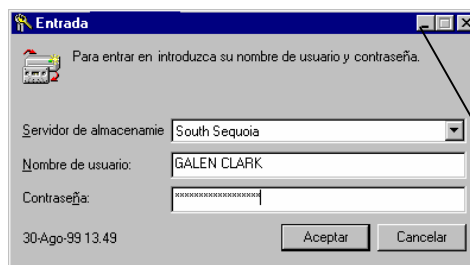 Entrada
Para entrar en introduzca su nombre de usuario y contraseña.
Servidor de almacenamie South Sequoia
Nombre de usuario: GALEN CLARK
Contraseña: xxxxxxxxxxxxxxxxx
30-Ago-99 13.49 Aceptar Cancelar